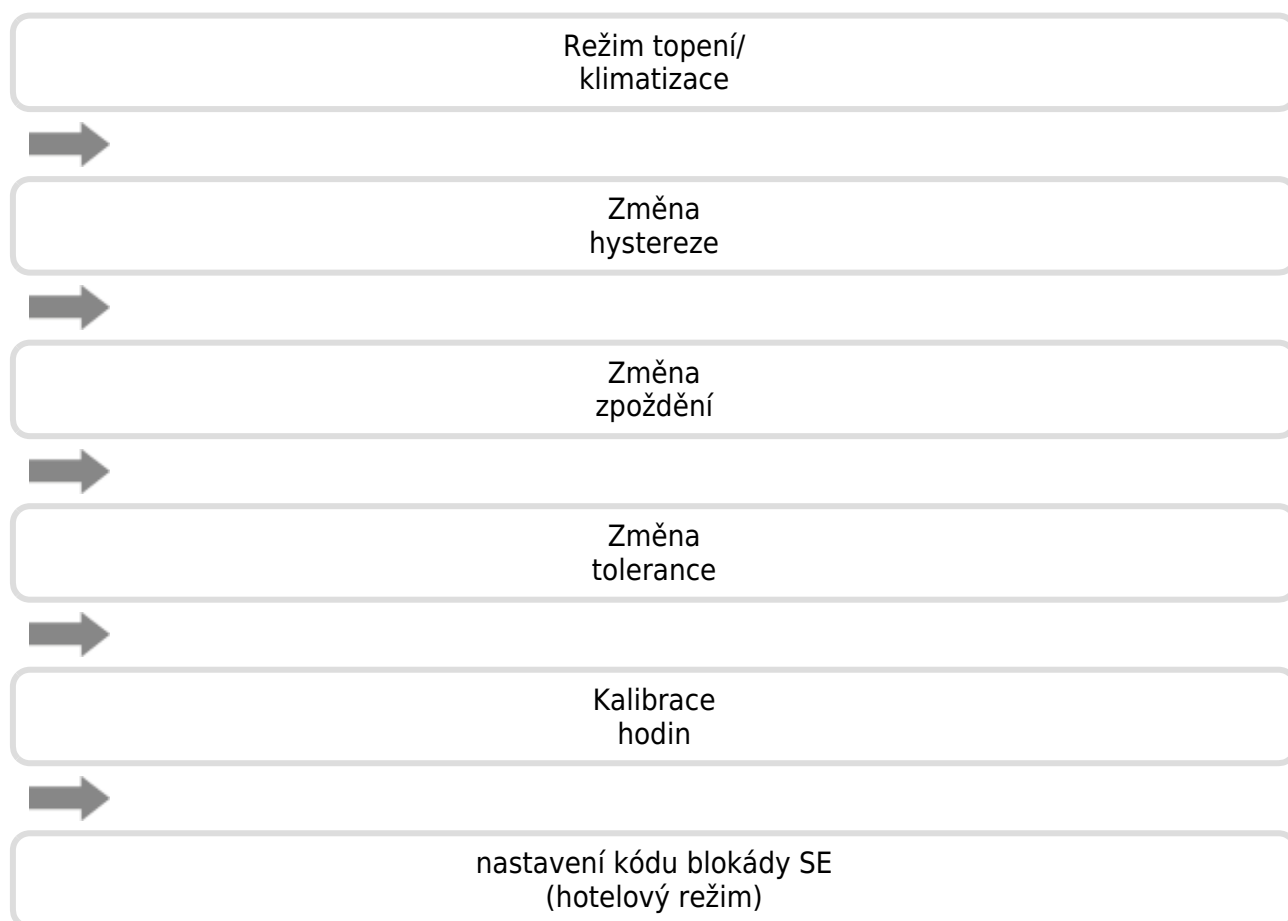 Režim topení/
klimatizace
Změna
hystereze
Změna
zpoždění
Změna
tolerance
Kalibrace
hodin
nastavení kódu blokády SE
(hotelový režim)